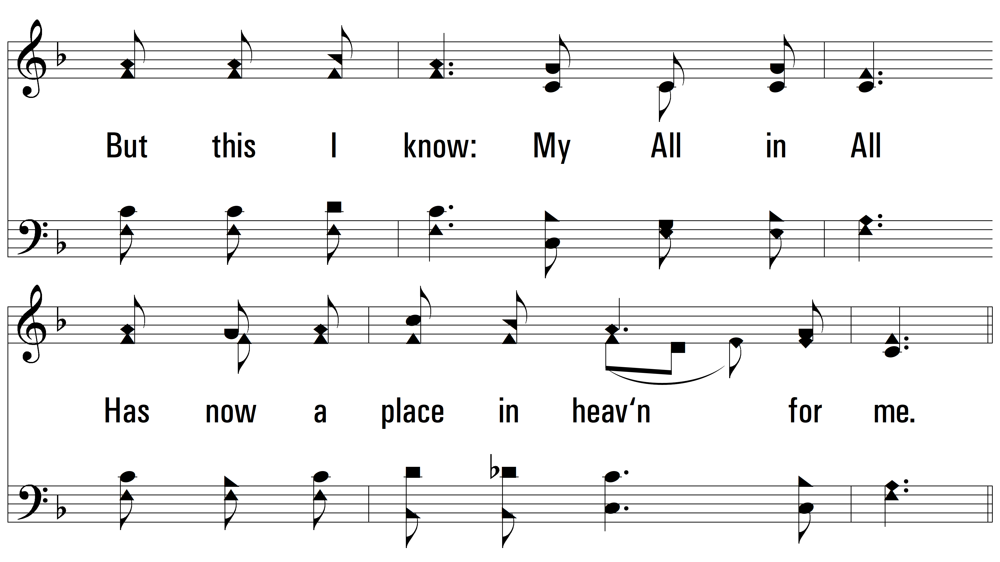 But this I know: My All in All
Has now a place in heav‘n for me.